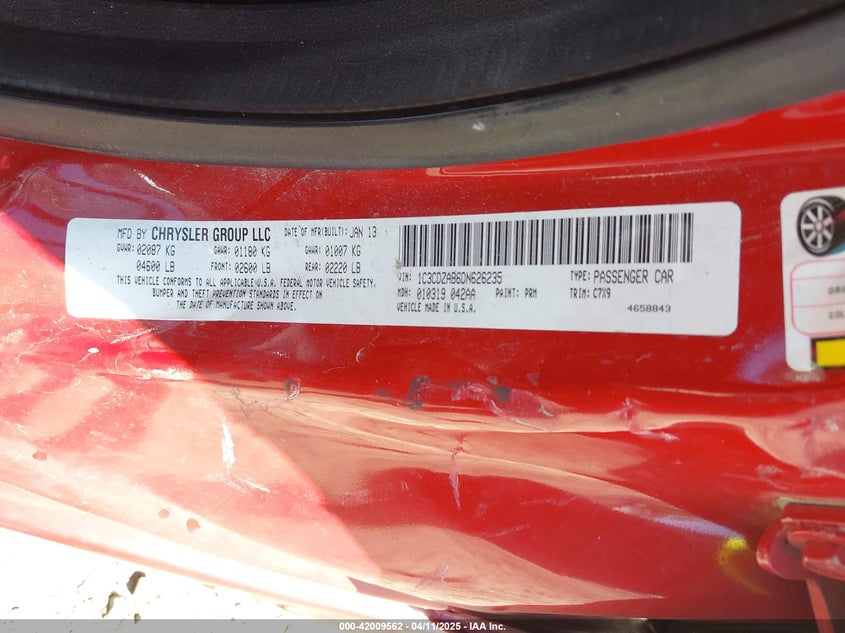 MFD BY CHRYSLER GROUP LLC DATE OF MFR(BUILT): JAN 13
GVWR: 02087 KG GAWR: 01180 KG GAWR: 01007 KG
04600 LB FRONT: 02600 LB REAR: 02220 LB
THIS VEHICLE CONFORMS TO ALL APPLICABLE U.S.A. FEDERAL MOTOR VEHICLE SAFETY,
BUMPER AND THEFT PREVENTION STANDARDS IN EFFECT ON
THE DATE OF MANUFACTURE SHOWN ABOVE.
VIN: 1C3CDZAB6DN626235 TYPE: PASSENGER CAR
MDH: 010319 042AA PAINT: PRM TRIM: C7X9
VEHICLE MADE IN U.S.A. 4658843
000-42009562 - 04/11/2025 - IAA Inc.